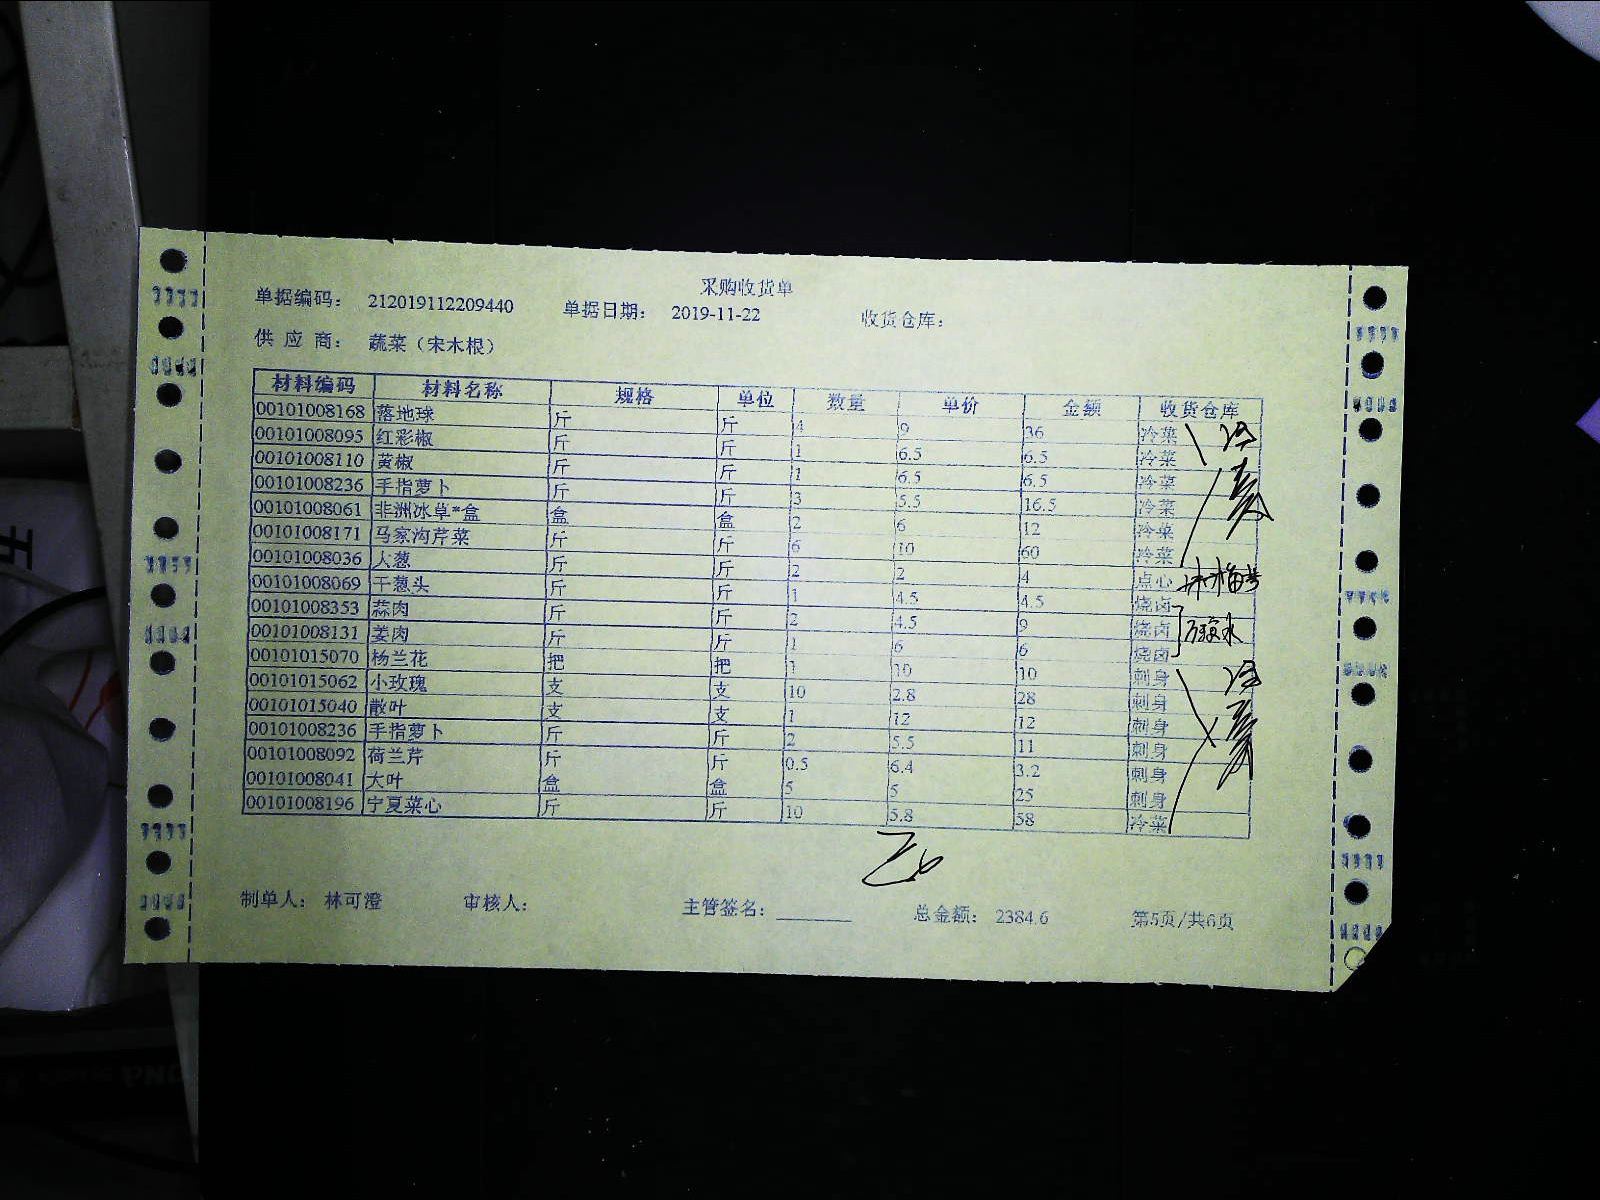 采购收货单
单据编码： 212019112209440 单据日期： 2019-11-22 收货仓库：
供 应 商： 蔬菜（宋木根）
材料编码 材料名称 规格 单位 数量 单价 金额 收货仓库
00101008168 落地球 斤 斤 4 9 36 冷菜
00101008095 红彩椒 斤 斤 1 6.5 6.5 冷菜
00101008110 黄椒 斤 斤 1 6.5 6.5 冷菜
00101008236 手指萝卜 斤 斤 3 5.5 16.5 冷菜
00101008061 非洲冰草*盒 盒 盒 2 6 12 冷菜
00101008171 马家沟芹菜 斤 斤 6 10 60 冷菜
00101008036 大葱 斤 斤 2 2 4 点心
00101008069 干葱头 斤 斤 1 4.5 4.5 烧卤
00101008353 蒜肉 斤 斤 2 4.5 9 烧卤
00101008131 姜肉 斤 斤 1 6 6 烧卤
00101015070 杨兰花 把 把 1 10 10 刺身
00101015062 小玫瑰 支 支 10 2.8 28 刺身
00101015040 散叶 支 支 1 12 12 刺身
00101008236 手指萝卜 斤 斤 2 5.5 11 刺身
00101008092 荷兰芹 斤 斤 0.5 6.4 3.2 刺身
00101008041 大叶 盒 盒 5 5 25 刺身
00101008196 宁夏菜心 斤 斤 10 5.8 58 冷菜
制单人： 林可澄 审核人： 主管签名： 总金额： 2384.6 第5页/共6页